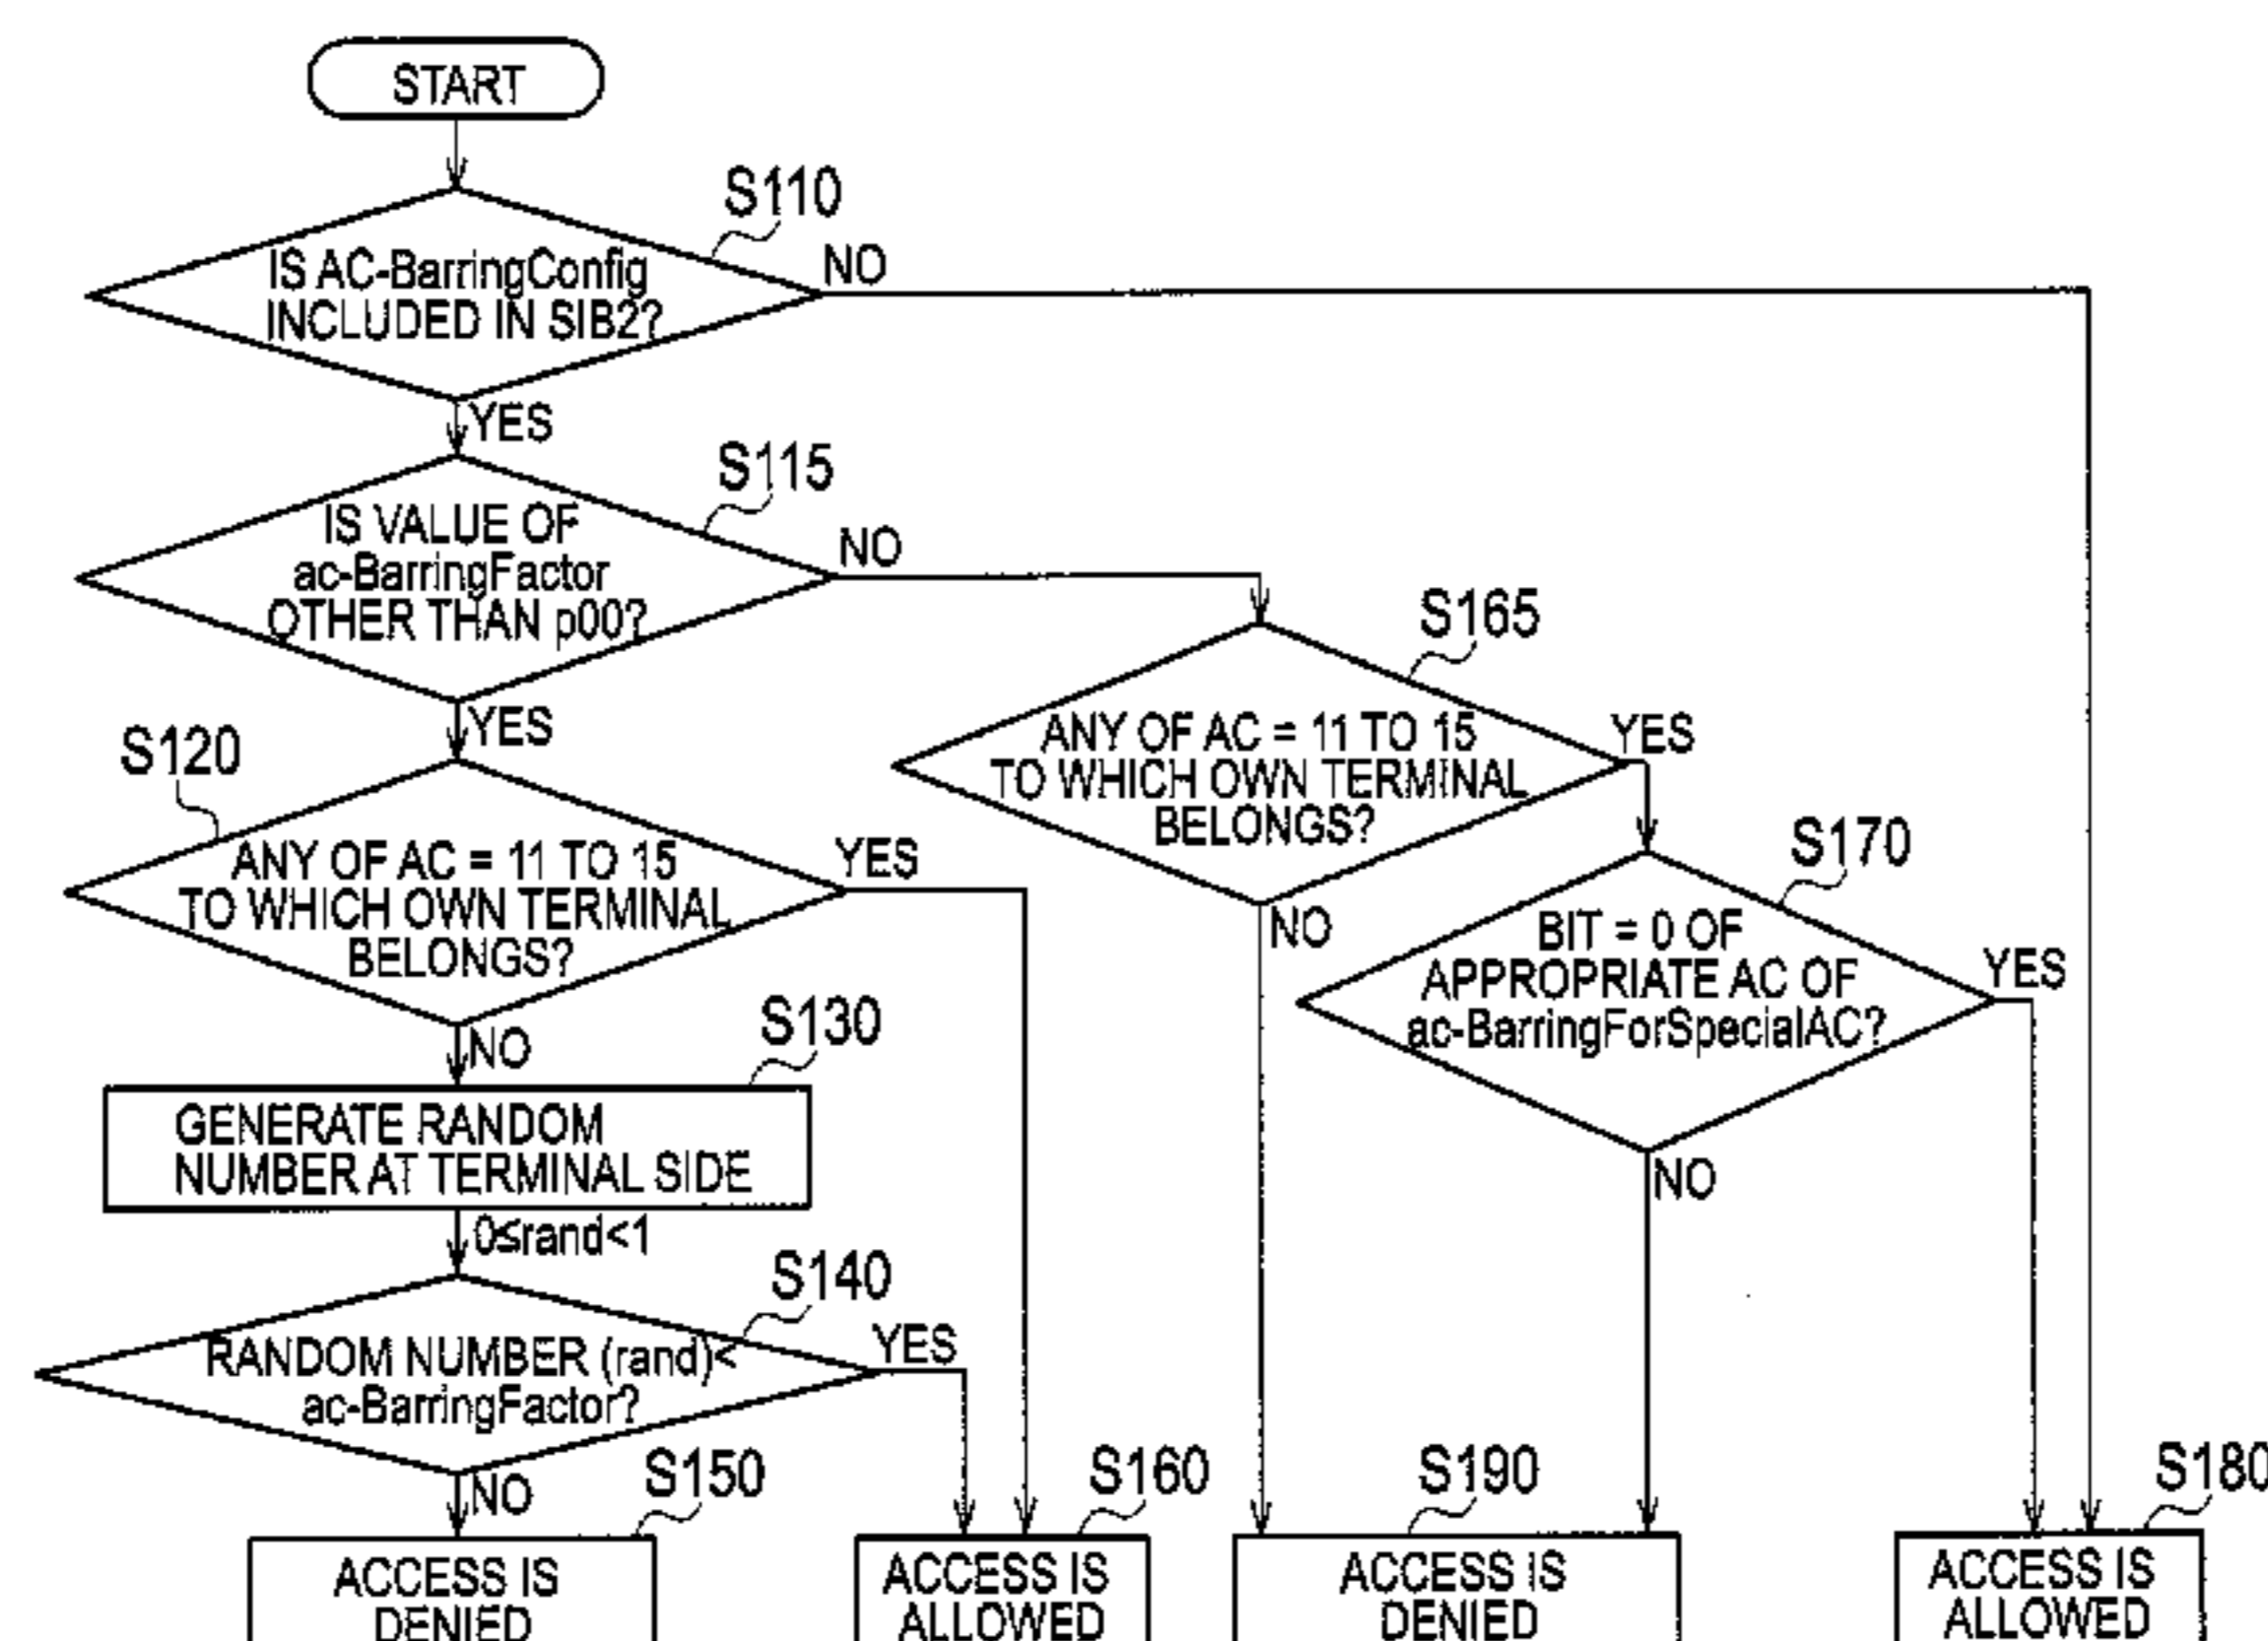 START
S110
IS AC-BarringConfig
INCLUDED IN SIB2?
NO
YES
S115
IS VALUE OF
ac-BarringFactor
OTHER THAN p00?
NO
YES
S165
ANY OF AC = 11 TO 15
TO WHICH OWN TERMINAL
BELONGS?
YES
NO
S120
ANY OF AC = 11 TO 15
TO WHICH OWN TERMINAL
BELONGS?
YES
NO
S170
BIT = 0 OF
APPROPRIATE AC OF
ac-BarringForSpecialAC?
YES
NO
S130
GENERATE RANDOM
NUMBER AT TERMINAL SIDE
0≤rand<1
S140
RANDOM NUMBER (rand)<
ac-BarringFactor?
YES
NO
S150
ACCESS IS
DENIED
S160
ACCESS IS
ALLOWED
S190
ACCESS IS
DENIED
S180
ACCESS IS
ALLOWED